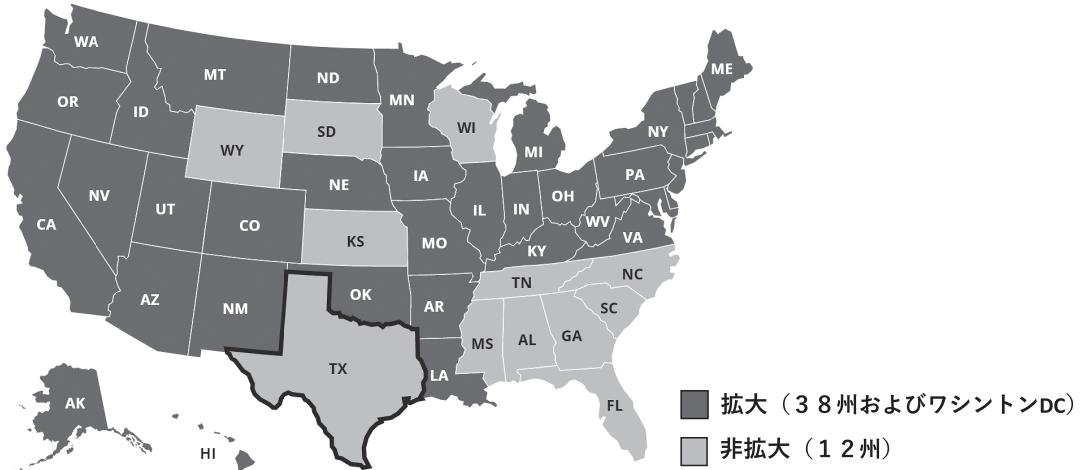 WA
MT
ND
MN
ME
OR
ID
SD
WI
NY
WY
MI
IA
PA
NE
NV
UT
CO
IL
IN
OH
WV
VA
CA
KS
MO
KY
AZ
NM
OK
AR
TN
NC
SC
MS
AL
GA
TX
LA
FL
AK
HI
拡大（３８州およびワシントンDC）
非拡大（１２州）